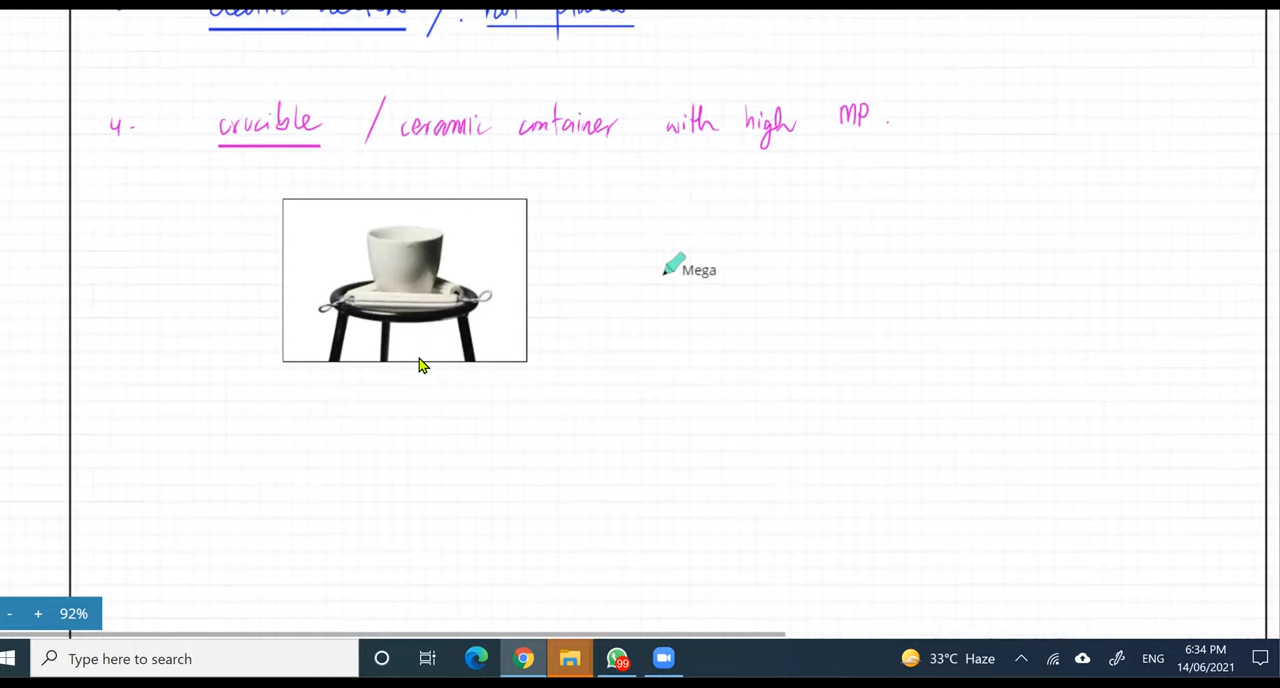 4. crucible / ceramic container with high MP.
Mega
- + 92%
Type here to search
99
33°C Haze
ENG
6:34 PM
14/06/2021